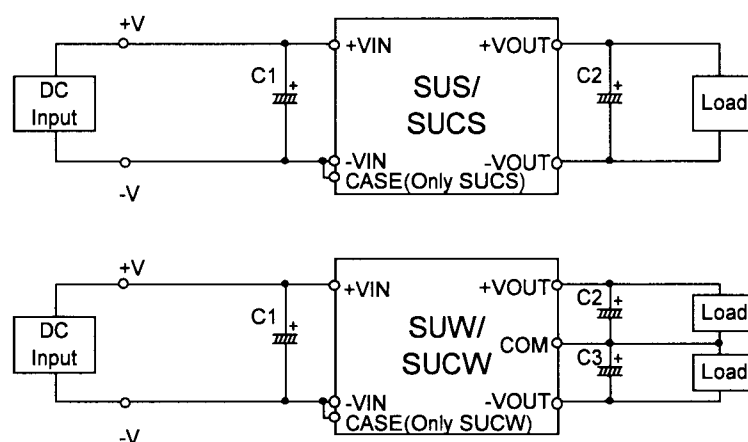 +V
+VIN
+VOUT
C1
+
C2
+
DC
Input
SUS/
SUCS
Load
-VIN
-VOUT
CASE(Only SUCS)
-V
+V
+VIN
+VOUT
C1
+
C2
+
Load
DC
Input
SUW/
SUCW
COM
C3
+
Load
-VIN
-VOUT
CASE(Only SUCW)
-V